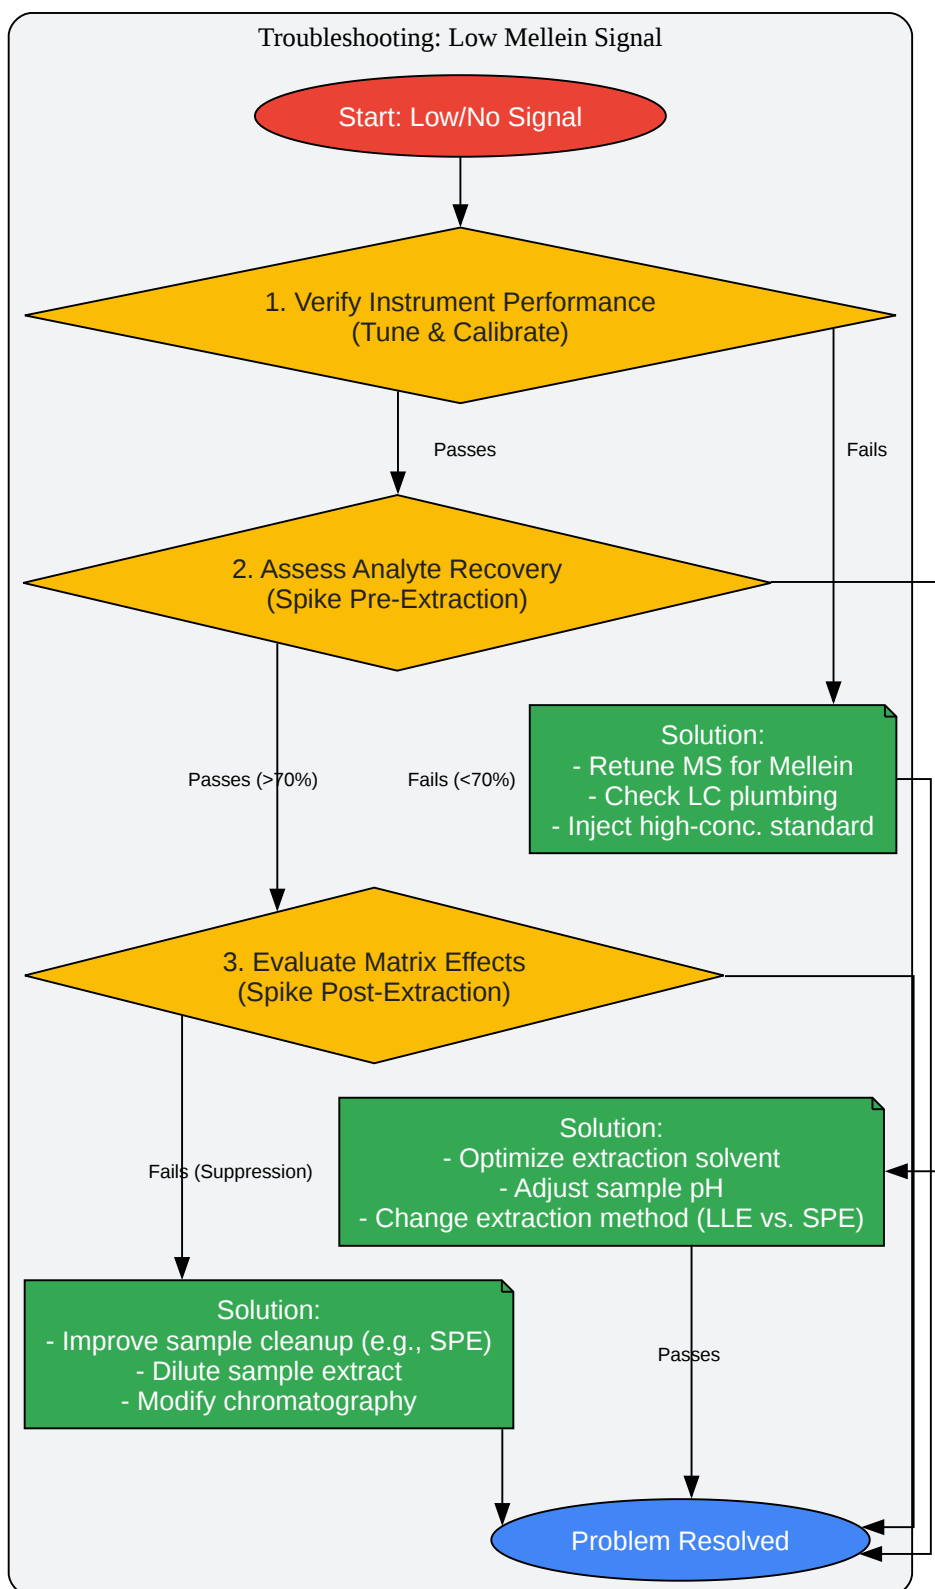 Troubleshooting: Low Mellein Signal
Start: Low/No Signal
1. Verify Instrument Performance
(Tune & Calibrate)
Passes
Fails
2. Assess Analyte Recovery
(Spike Pre-Extraction)
Solution:
- Retune MS for Mellein
- Check LC plumbing
- Inject high-conc. standard
Passes (>70%)
Fails (<70%)
3. Evaluate Matrix Effects
(Spike Post-Extraction)
Solution:
- Optimize extraction solvent
- Adjust sample pH
- Change extraction method (LLE vs. SPE)
Fails (Suppression)
Solution:
- Improve sample cleanup (e.g., SPE)
- Dilute sample extract
- Modify chromatography
Passes
Problem Resolved